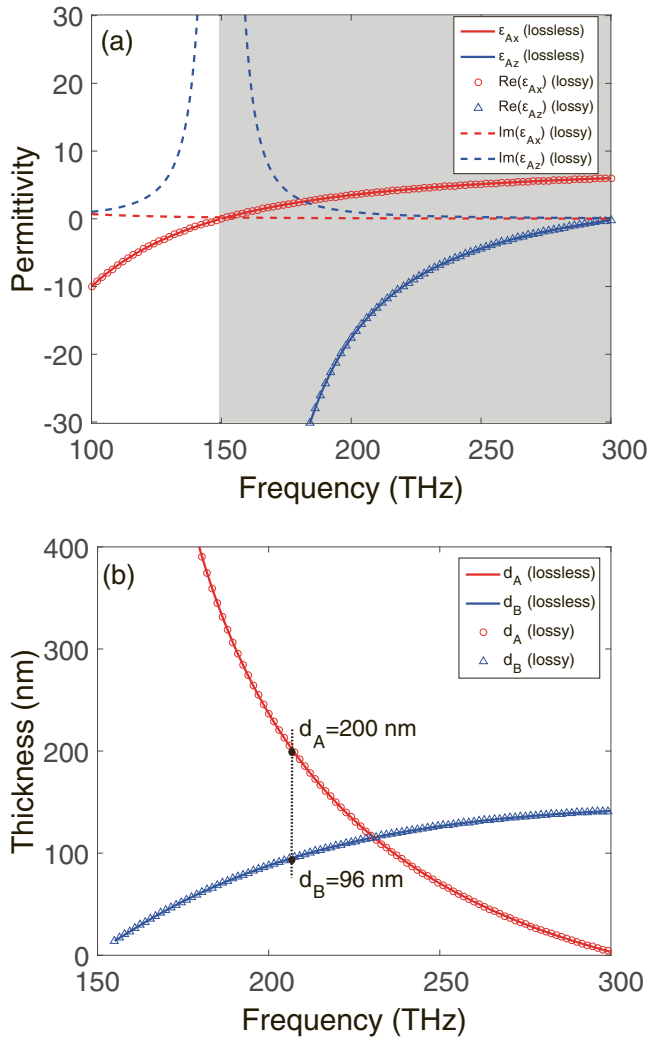 (a)
30
20
10
0
-10
-20
-30
Permittivity
ε_Ax (lossless)
ε_Az (lossless)
Re(ε_Ax) (lossy)
Re(ε_Az) (lossy)
Im(ε_Ax) (lossy)
Im(ε_Az) (lossy)
100 150 200 250 300
Frequency (THz)
(b)
400
300
200
100
0
Thickness (nm)
d_A (lossless)
d_B (lossless)
d_A (lossy)
d_B (lossy)
d_A=200 nm
d_B=96 nm
150 200 250 300
Frequency (THz)